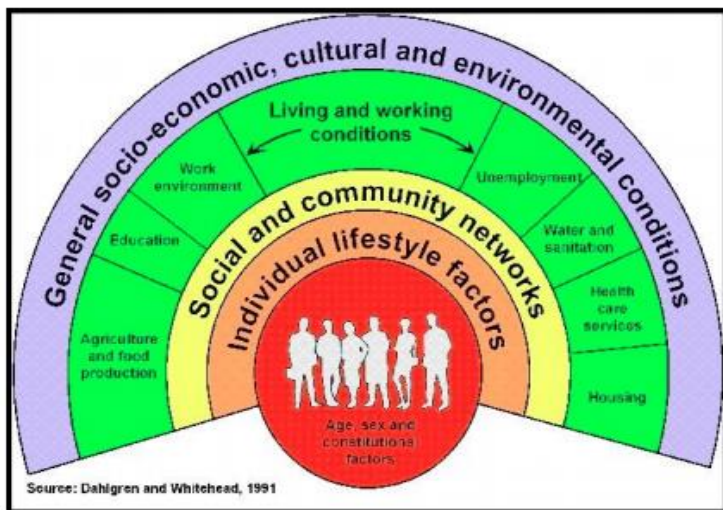 General socio-economic, cultural and environmental conditions
Living and working
conditions
Work
environment
Unemployment
Education
Water and
sanitation
Agriculture
and food
production
Health
care
services
Housing
Social and community networks
Individual lifestyle factors
Age, sex and
constitutional
factors
Source: Dahlgren and Whitehead, 1991